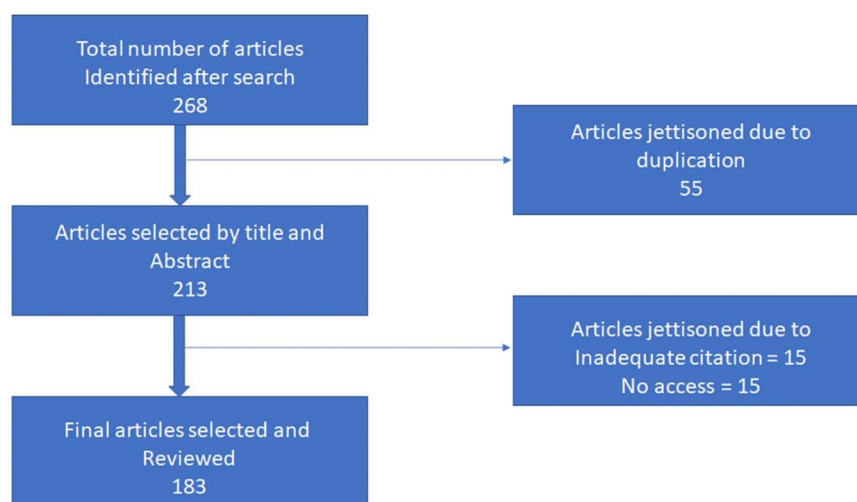 Total number of articles
Identified after search
268
Articles jettisoned due to
duplication
55
Articles selected by title and
Abstract
213
Articles jettisoned due to
Inadequate citation = 15
No access = 15
Final articles selected and
Reviewed
183